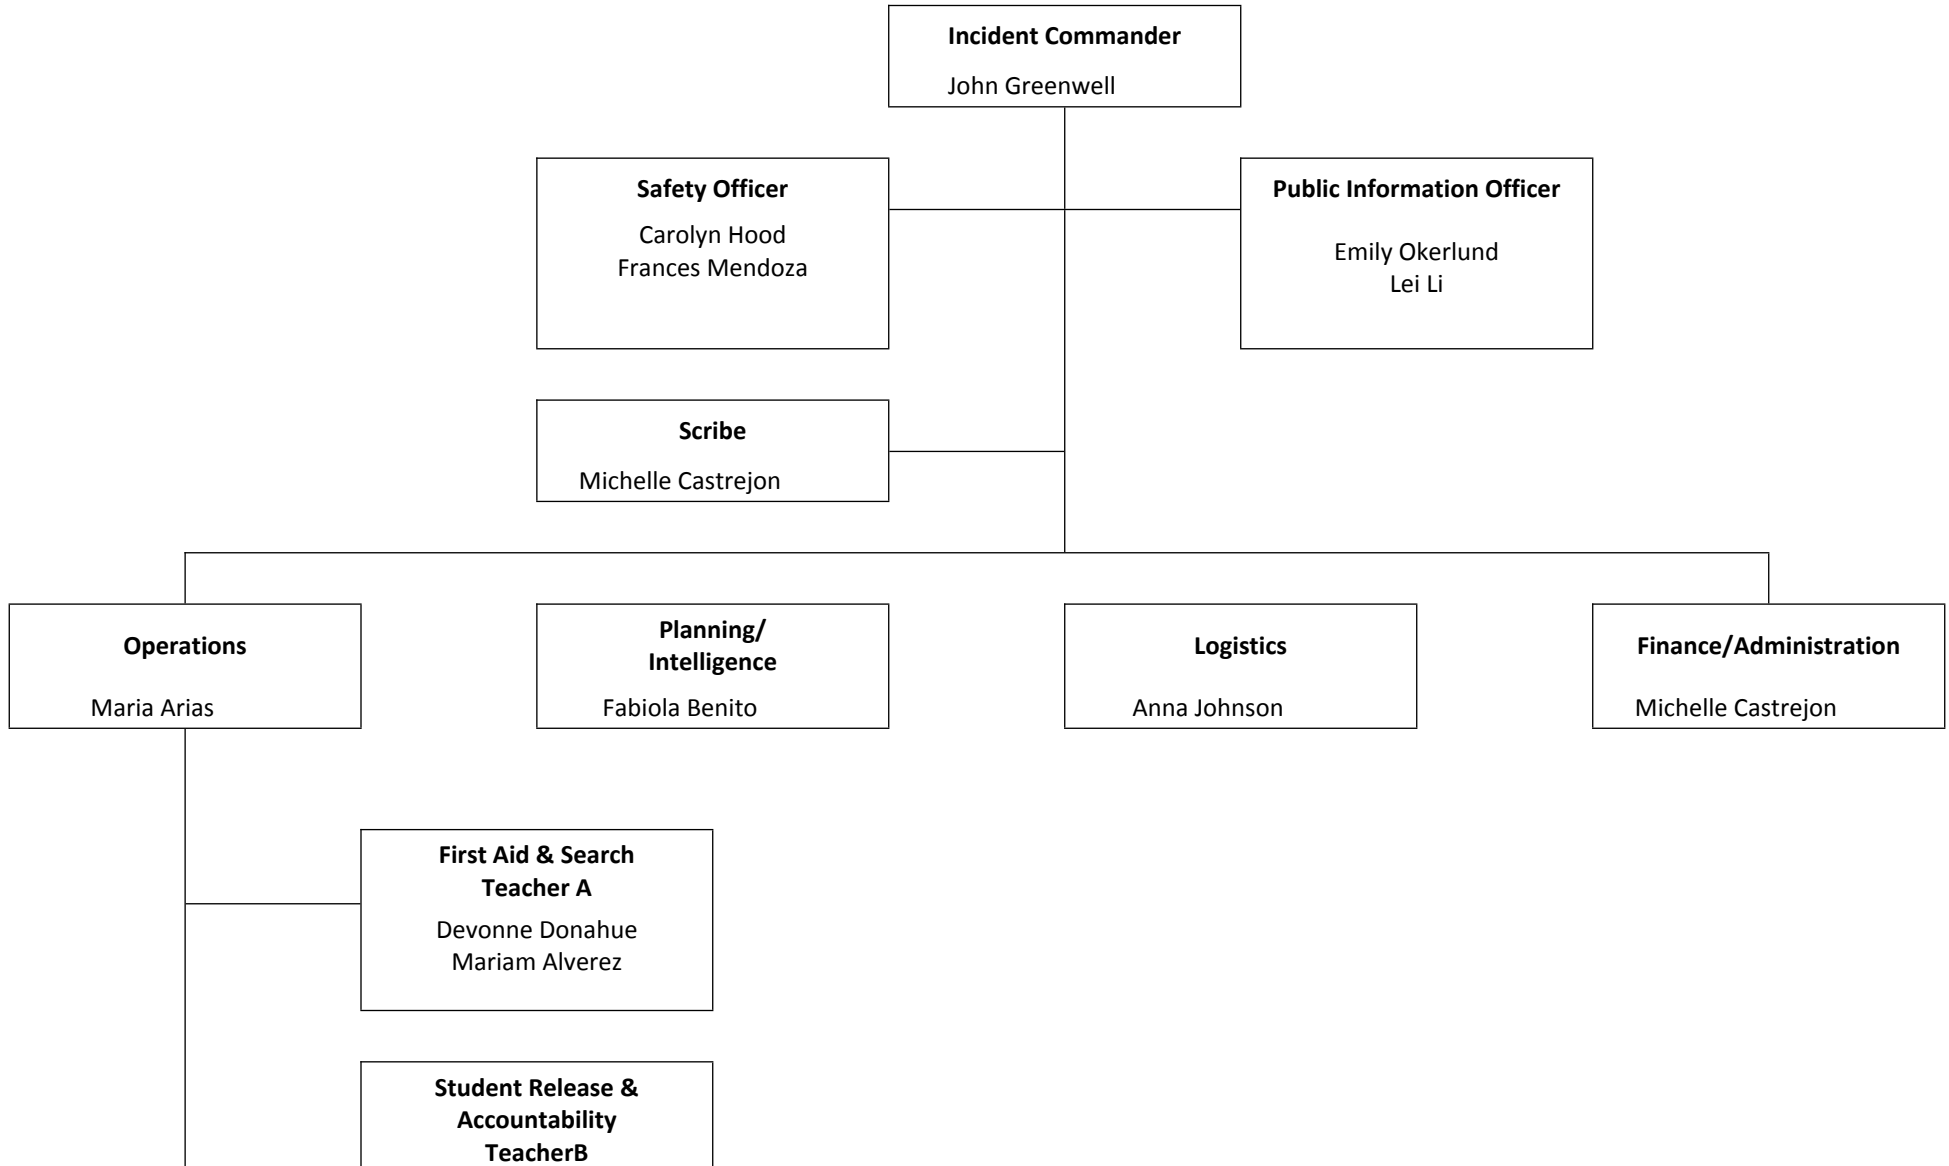 Incident Commander
John Greenwell
Safety Officer
Carolyn Hood
Frances Mendoza
Public Information Officer
Emily Okerlund
Lei Li
Scribe
Michelle Castrejon
Operations
Maria Arias
Planning/
Intelligence
Fabiola Benito
Logistics
Anna Johnson
Finance/Administration
Michelle Castrejon
First Aid & Search
Teacher A
Devonne Donahue
Mariam Alverez
Student Release &
Accountability
TeacherB